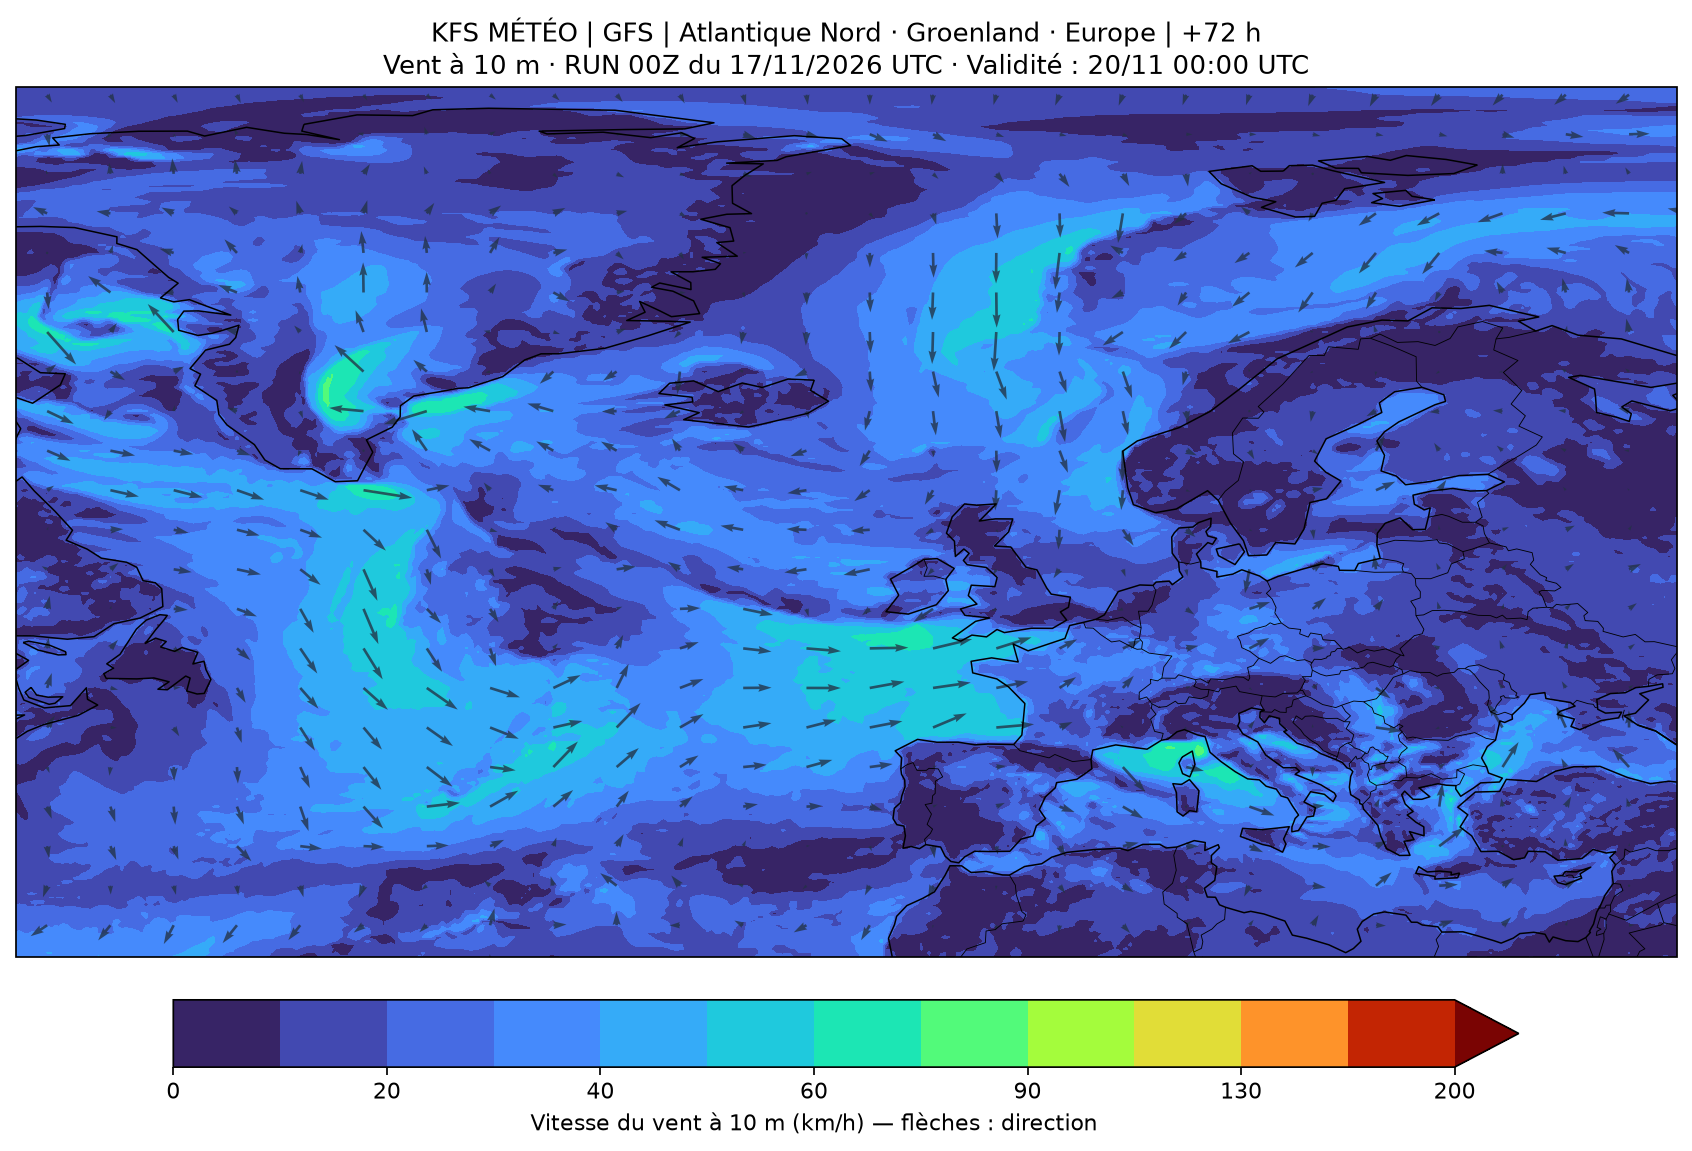 KFS MÉTÉO | GFS | Atlantique Nord · Groenland · Europe | +72 h
Vent à 10 m · RUN 00Z du 17/11/2026 UTC · Validité : 20/11 00:00 UTC
0 20 40 60 90 130 200
Vitesse du vent à 10 m (km/h) — flèches : direction